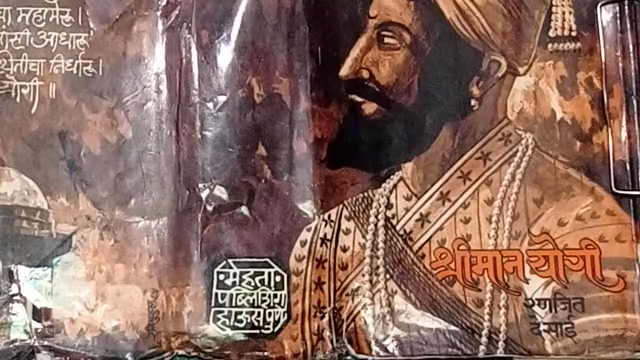 महामेरू।
आधारू
निर्धारू।
योगी ॥
मेहता
पब्लिशिंग
हाऊस पुणे
श्रीमान योगी
रणजित
देसाई